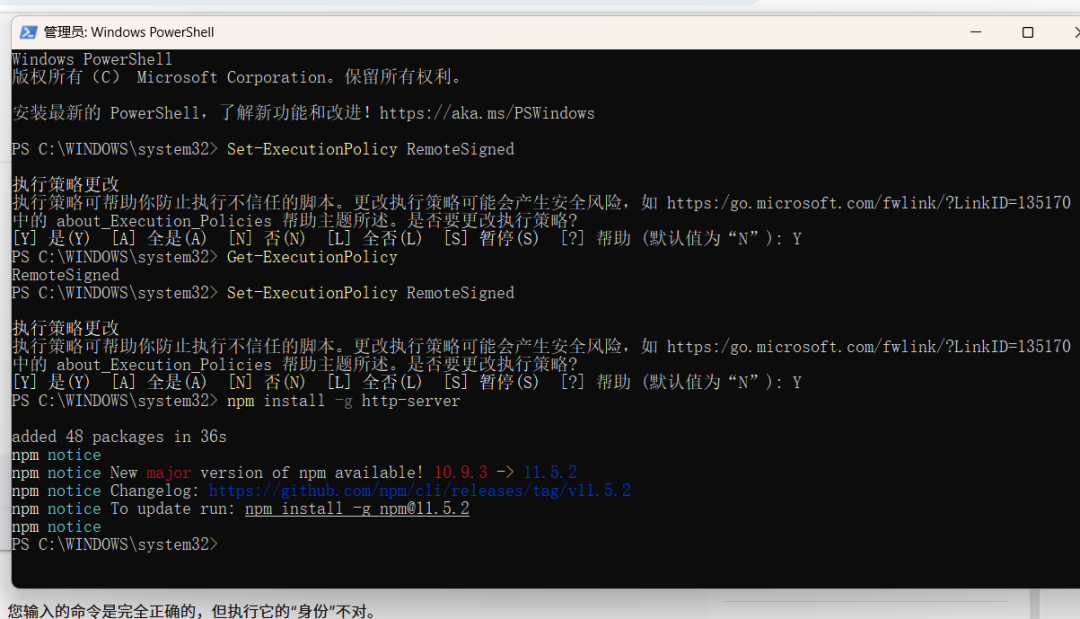 管理员: Windows PowerShell
Windows PowerShell
版权所有（C） Microsoft Corporation。保留所有权利。
安装最新的 PowerShell，了解新功能和改进！https://aka.ms/PSWindows
PS C:\WINDOWS\system32> Set-ExecutionPolicy RemoteSigned
执行策略更改
执行策略可帮助你防止执行不信任的脚本。更改执行策略可能会产生安全风险，如 https:/go.microsoft.com/fwlink/?LinkID=135170
中的 about_Execution_Policies 帮助主题所述。是否要更改执行策略?
[Y] 是(Y)  [A] 全是(A)  [N] 否(N)  [L] 全否(L)  [S] 暂停(S)  [?] 帮助 (默认值为“N”): Y
PS C:\WINDOWS\system32> Get-ExecutionPolicy
RemoteSigned
PS C:\WINDOWS\system32> Set-ExecutionPolicy RemoteSigned
执行策略更改
执行策略可帮助你防止执行不信任的脚本。更改执行策略可能会产生安全风险，如 https:/go.microsoft.com/fwlink/?LinkID=135170
中的 about_Execution_Policies 帮助主题所述。是否要更改执行策略?
[Y] 是(Y)  [A] 全是(A)  [N] 否(N)  [L] 全否(L)  [S] 暂停(S)  [?] 帮助 (默认值为“N”): Y
PS C:\WINDOWS\system32> npm install -g http-server
added 48 packages in 36s
npm notice
npm notice New major version of npm available! 10.9.3 -> 11.5.2
npm notice Changelog: https://github.com/npm/cli/releases/tag/v11.5.2
npm notice To update run: npm install -g npm@11.5.2
npm notice
PS C:\WINDOWS\system32>
您输入的命令是完全正确的，但执行它的“身份”不对。